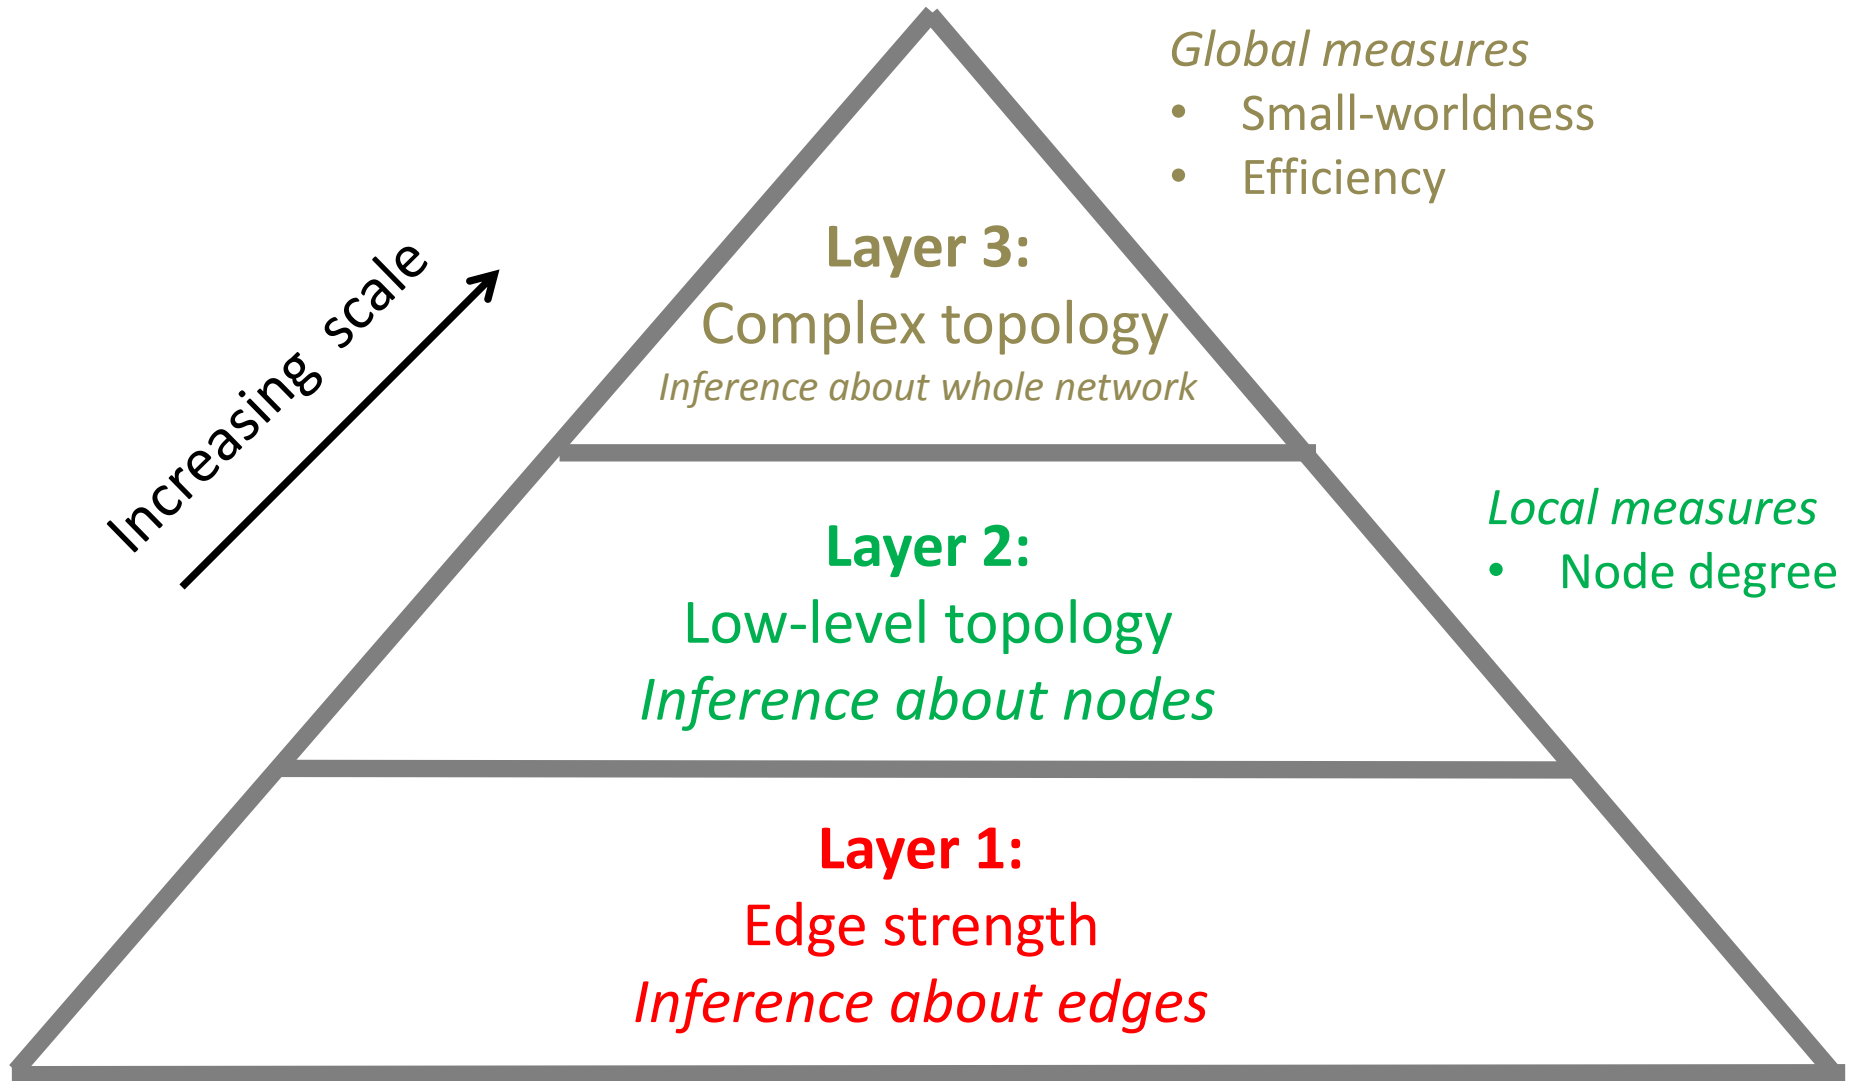 Global measures
• Small-worldness
• Efficiency
Increasing scale
Layer 3:
Complex topology
Inference about whole network
Local measures
• Node degree
Layer 2:
Low-level topology
Inference about nodes
Layer 1:
Edge strength
Inference about edges